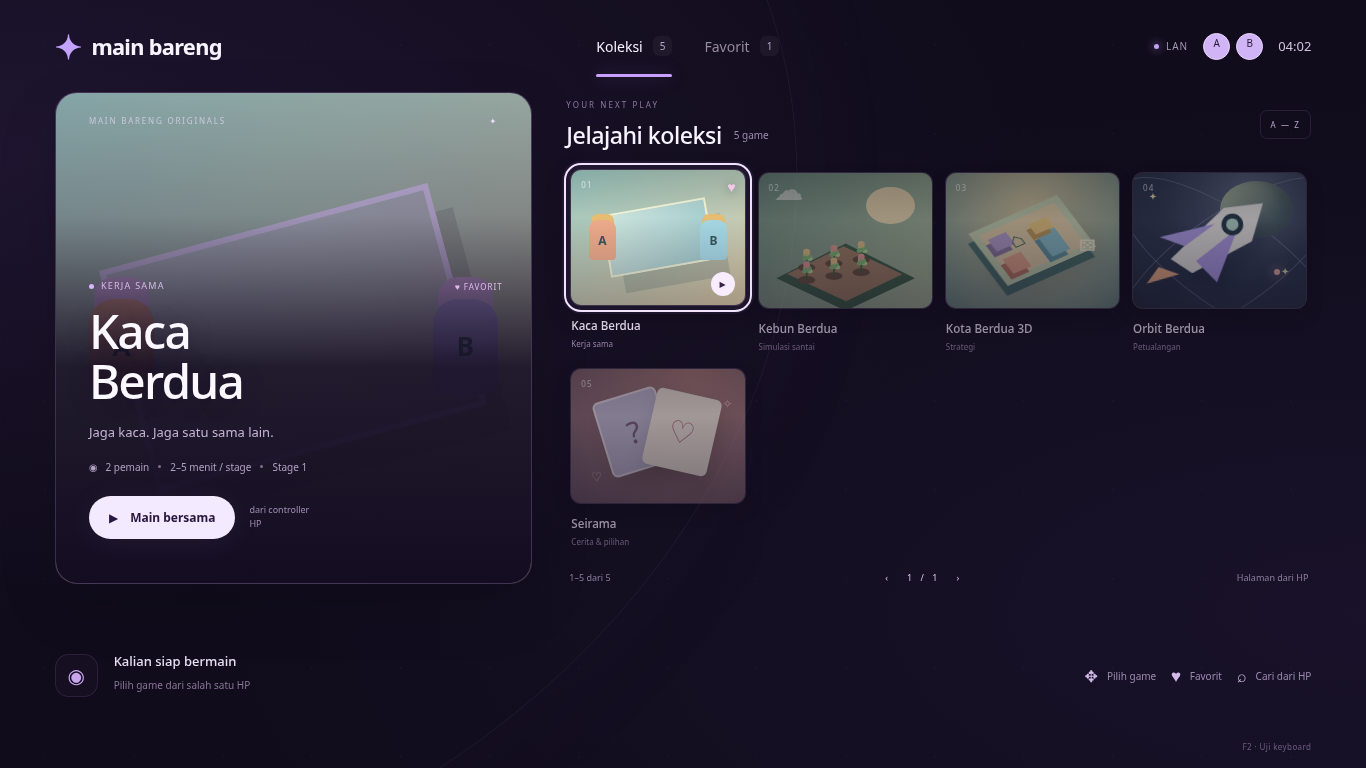 main bareng
Koleksi 5
Favorit 1
LAN
A
B
04:02
MAIN BARENG ORIGINALS
KERJA SAMA
♥ FAVORIT
Kaca
Berdua
A
B
Jaga kaca. Jaga satu sama lain.
2 pemain • 2–5 menit / stage • Stage 1
▶ Main bersama
dari controller
HP
YOUR NEXT PLAY
Jelajahi koleksi 5 game
A — Z
01
A
B
Kaca Berdua
Kerja sama
02
Kebun Berdua
Simulasi santai
03
Kota Berdua 3D
Strategi
04
Orbit Berdua
Petualangan
05
?
Seirama
Cerita & pilihan
1–5 dari 5
‹ 1 / 1 ›
Halaman dari HP
Kalian siap bermain
Pilih game dari salah satu HP
Pilih game
Favorit
Cari dari HP
F2 · Uji keyboard